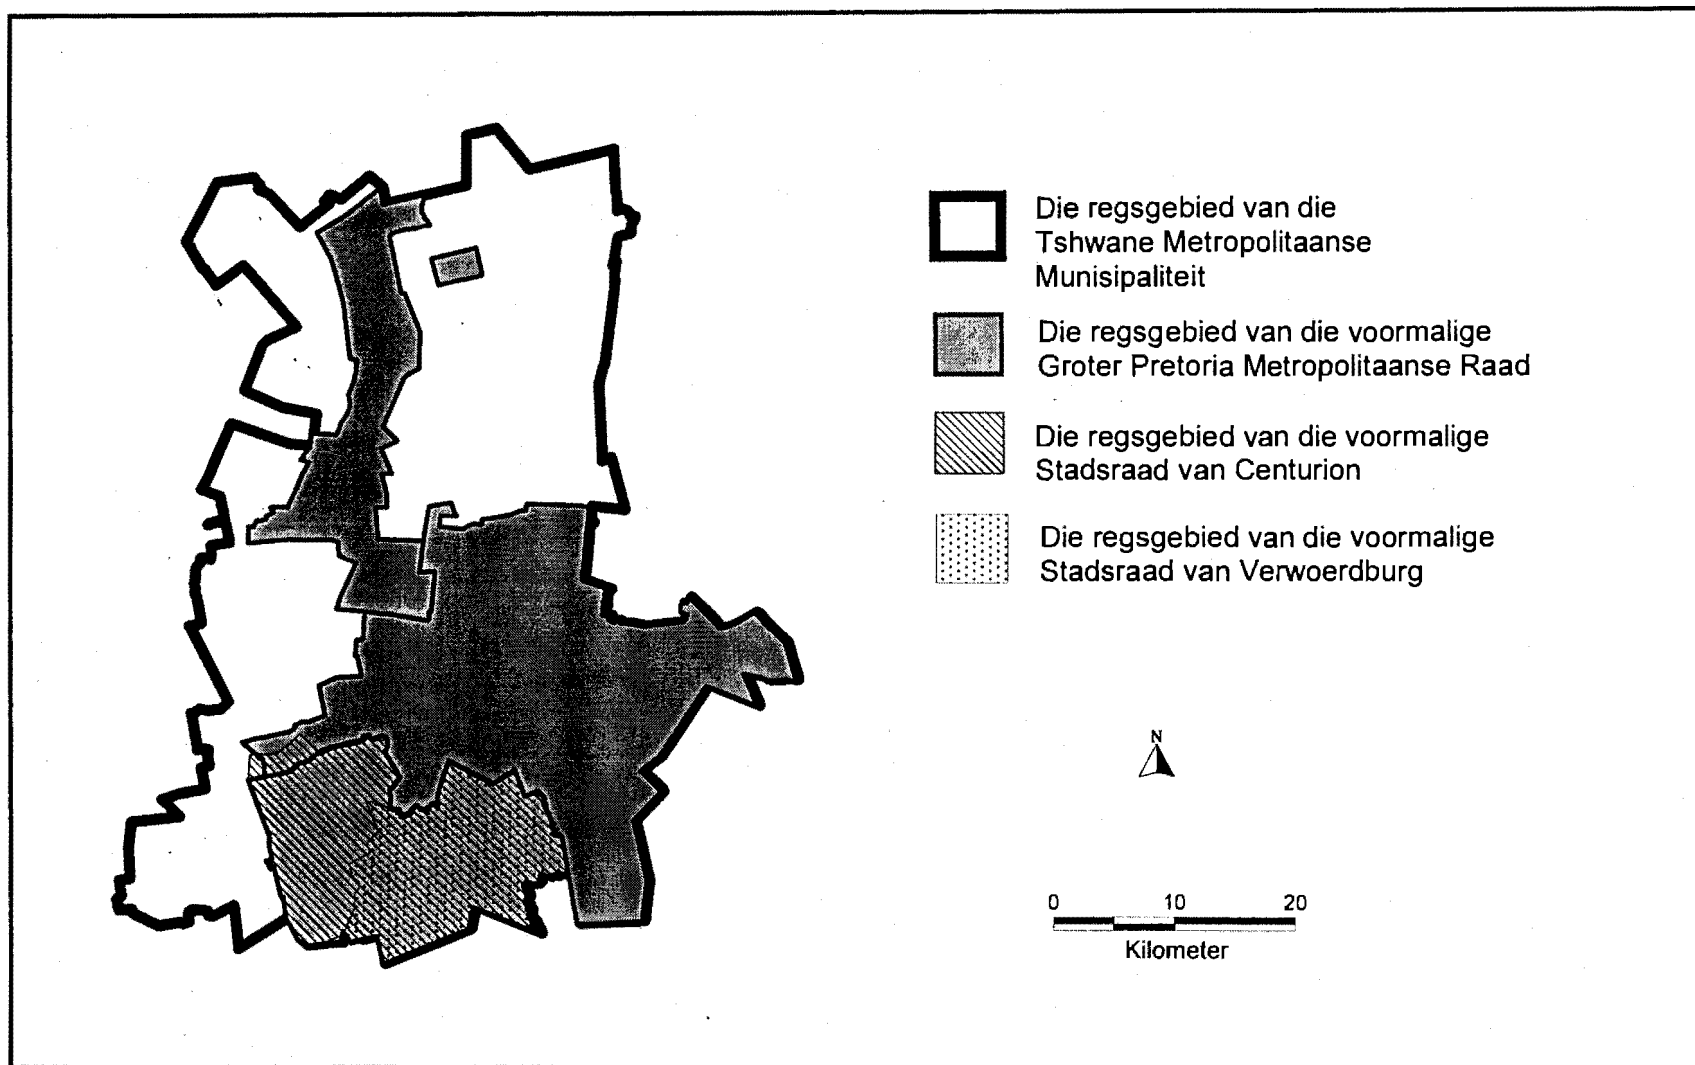 Die regsgebied van die
Tshwane Metropolitaanse
Munisipaliteit
Die regsgebied van die voormalige
Groter Pretoria Metropolitaanse Raad
Die regsgebied van die voormalige
Stadsraad van Centurion
Die regsgebied van die voormalige
Stadsraad van Verwoerdburg
N
0 10 20
Kilometer